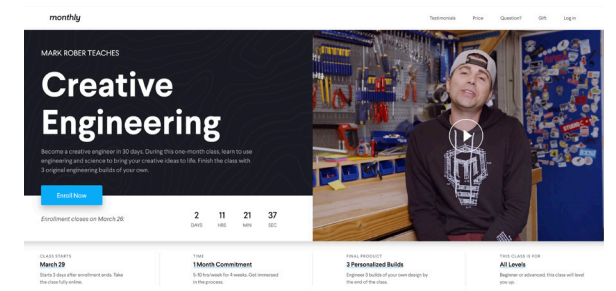 monthly
Testimonials Price Question? Gift Log in
MARK ROBER TEACHES
Creative
Engineering
Become a creative engineer in 30 days. During this one-month class, learn to use
engineering and science to bring your creative ideas to life. Finish the class with
3 original engineering builds of your own.
Enroll Now
Enrollment closes on March 26:
2 11 21 37
DAYS HRS MIN SEC
CLASS STARTS
March 29
Starts 3 days after enrollment ends. Take
the class fully online.
TIME
1 Month Commitment
5-10 hrs/week for 4 weeks. Get immersed
in the process.
FINAL PRODUCT
3 Personalized Builds
Engineer 3 builds of your own design by
the end of the class.
THIS CLASS IS FOR
All Levels
Beginner or advanced, this class will level
you up.